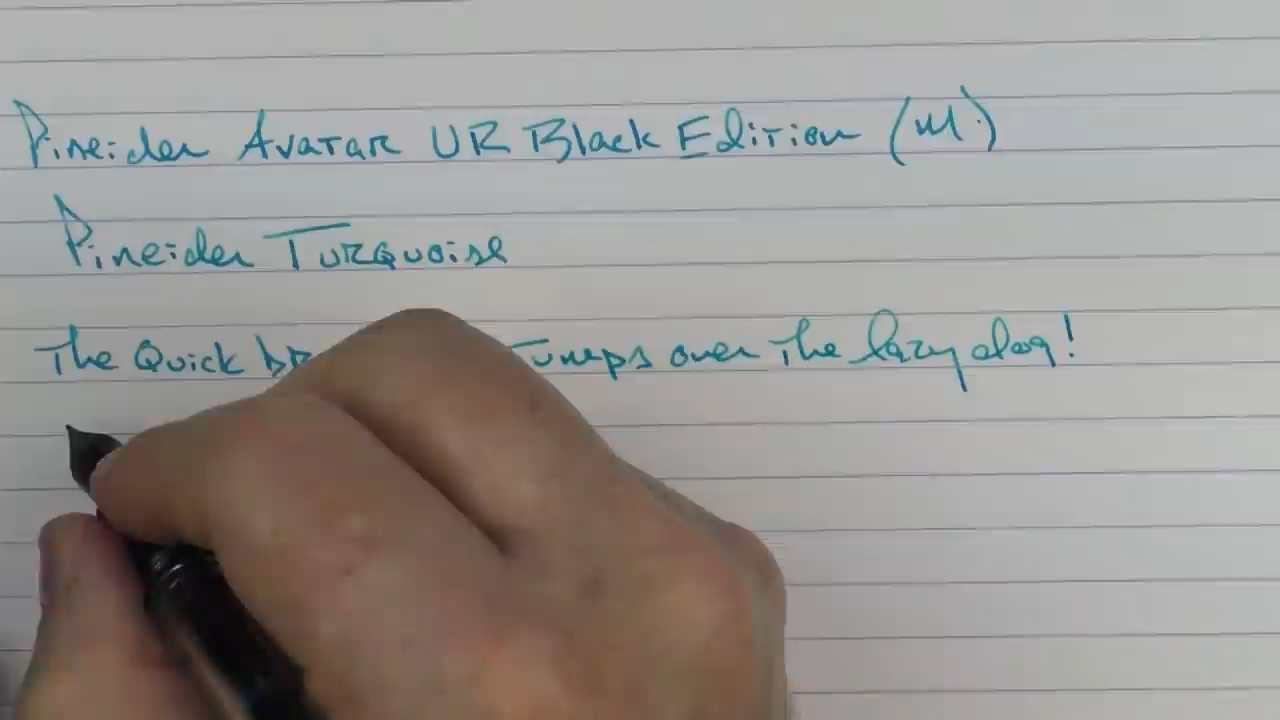 Pineider Avatar UR Black Edition (M)
Pineider Turquoise
The Quick Jumps over The lazy dog!